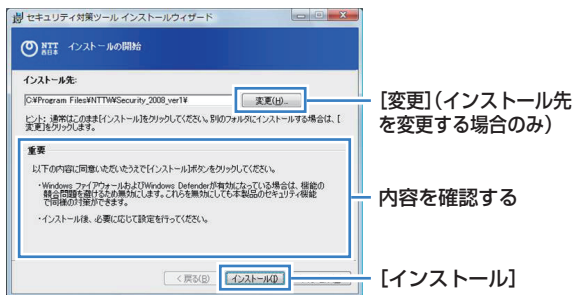 セキュリティ対策ツール インストールウィザード
NTT 西日本 インストールの開始
インストール先:
C:¥Program Files¥NTTW¥Security_2008_ver1¥
変更(H)...
ヒント: 通常はこのまま[インストール]をクリックしてください。別のフォルダにインストールする場合は、[
変更]をクリックします。
重要
以下の内容に同意いただいたうえで[インストール]ボタンをクリックしてください。
・Windows ファイアウォールおよびWindows Defenderが有効になっている場合は、機能の
競合問題を避けるため無効にします。これらを無効にしても本製品のセキュリティ機能
で同様の対策ができます。
・インストール後、必要に応じて設定を行ってください。
< 戻る(B)
インストール(I)
[変更](インストール先
を変更する場合のみ)
内容を確認する
[インストール]